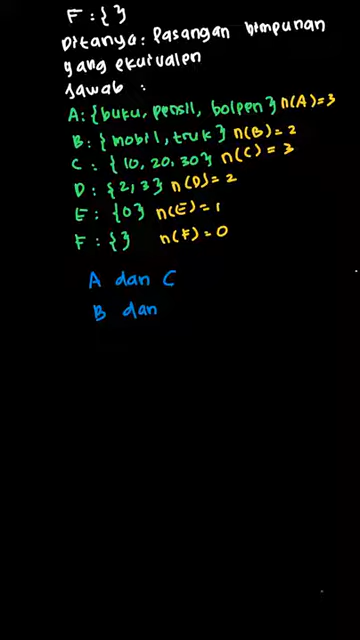 F : { }
Ditanya : Pasangan himpunan
yang ekuivalen
Jawab :
A : {buku, pensil, bolpen} n(A) = 3
B : {mobil, truk} n(B) = 2
C : {10, 20, 30} n(C) = 3
D : {2, 3} n(D) = 2
E : {0} n(E) = 1
F : {} n(F) = 0
A dan C
B dan